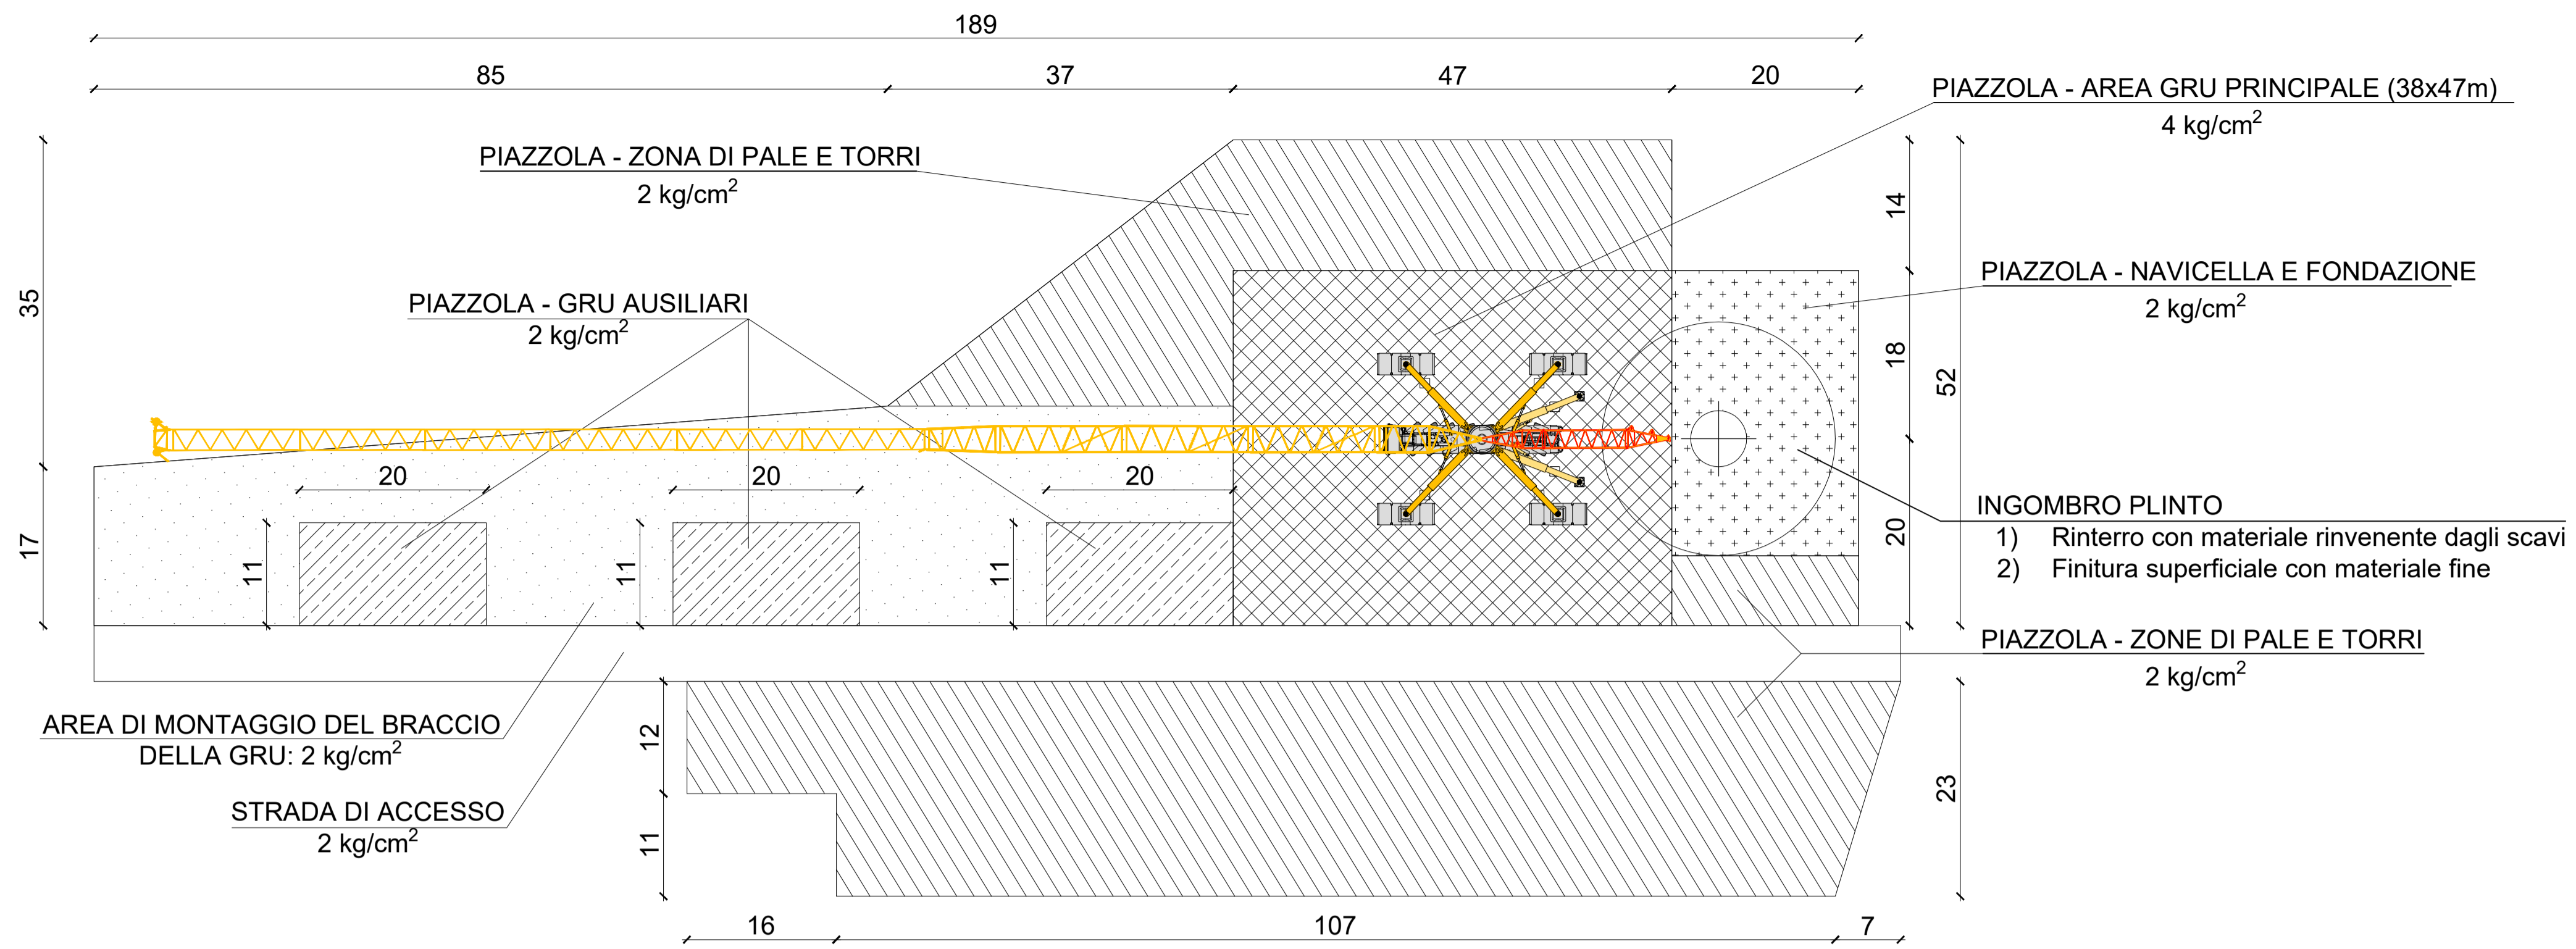 189
85
37
47
20
PIAZZOLA - AREA GRU PRINCIPALE (38x47m)
4 kg/cm²
PIAZZOLA - ZONA DI PALE E TORRI
2 kg/cm²
14
PIAZZOLA - NAVICELLA E FONDAZIONE
2 kg/cm²
35
PIAZZOLA - GRU AUSILIARI
2 kg/cm²
18
52
20
20
20
INGOMBRO PLINTO
1) Rinterro con materiale rinvenente dagli scavi
2) Finitura superficiale con materiale fine
17
11
11
11
20
PIAZZOLA - ZONE DI PALE E TORRI
2 kg/cm²
AREA DI MONTAGGIO DEL BRACCIO
DELLA GRU: 2 kg/cm²
12
23
STRADA DI ACCESSO
2 kg/cm²
11
16
107
7